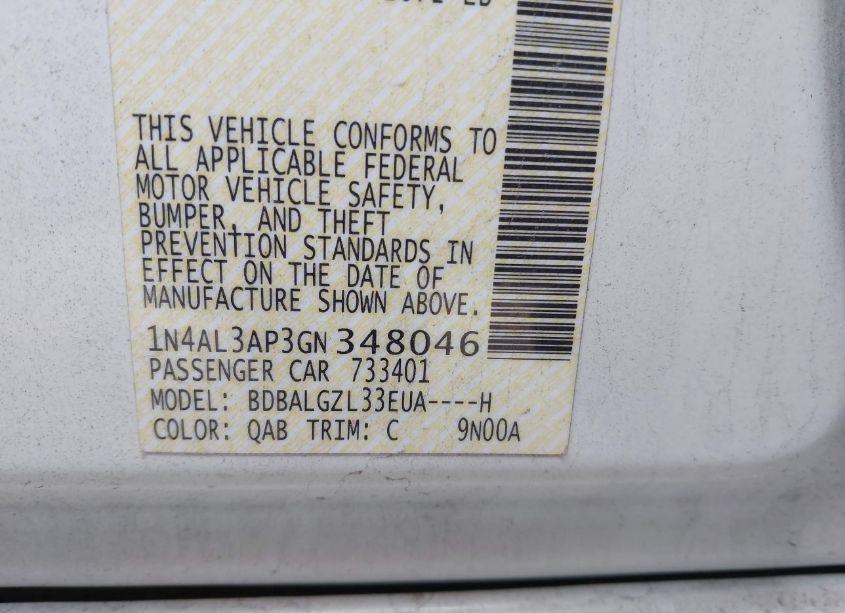 THIS VEHICLE CONFORMS TO
ALL APPLICABLE FEDERAL
MOTOR VEHICLE SAFETY,
BUMPER, AND THEFT
PREVENTION STANDARDS IN
EFFECT ON THE DATE OF
MANUFACTURE SHOWN ABOVE.
1N4AL3AP3GN348046
PASSENGER CAR 733401
MODEL: BDBALGZL33EUA----H
COLOR: QAB TRIM: C 9N00A